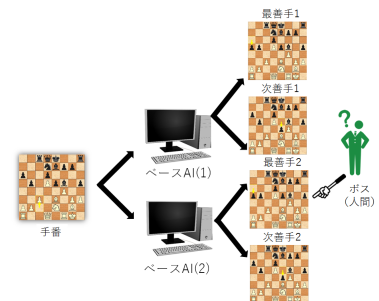 最善手1
次善手1
ベースAI(1)
最善手2
?
ボス
(人間)
手番
次善手2
ベースAI(2)